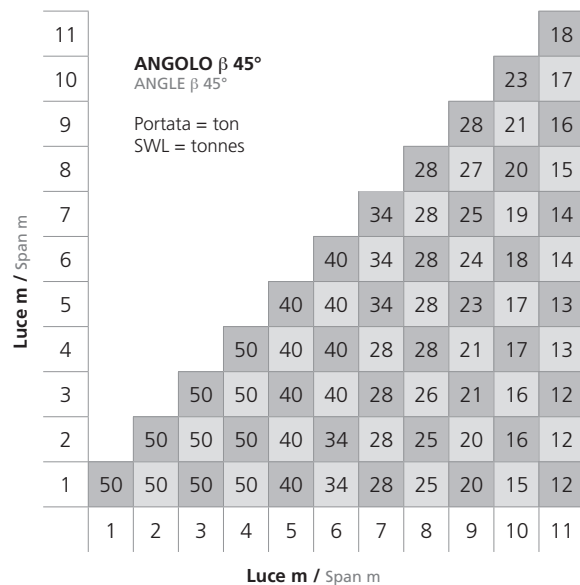 11 18
ANGOLO β 45°
ANGLE β 45°
10 23 17
Portata = ton
SWL = tonnes
9 28 21 16
8 28 27 20 15
7 34 28 25 19 14
6 40 34 28 24 18 14
5 40 40 34 28 23 17 13
4 50 40 40 28 28 21 17 13
3 50 50 40 40 28 26 21 16 12
2 50 50 50 40 34 28 25 20 16 12
1 50 50 50 50 40 34 28 25 20 15 12
1 2 3 4 5 6 7 8 9 10 11
Luce m / Span m
Luce m / Span m